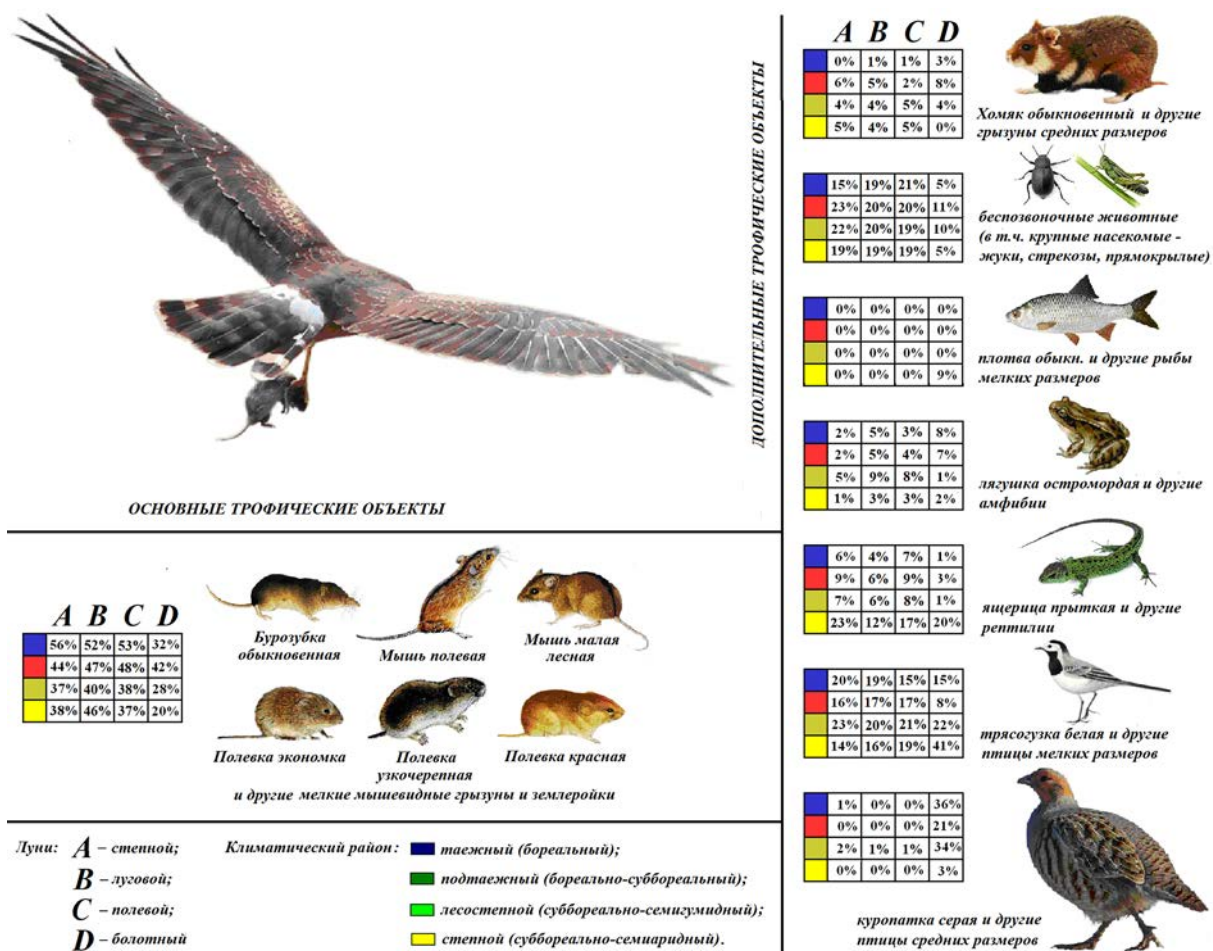 ОСНОВНЫЕ ТРОФИЧЕСКИЕ ОБЪЕКТЫ
A B C D
56% 52% 53% 32%
44% 47% 48% 42%
37% 40% 38% 28%
38% 46% 37% 20%
Бурозубка
обыкновенная
Мышь полевая
Мышь малая
лесная
Полевка экономка
Полевка
узкочерепная
Полевка красная
и другие мелкие мышевидные грызуны и землеройки
Луни: A – степной;
B – луговой;
C – полевой;
D – болотный
Климатический район:
таежный (бореальный);
подтаежный (бореально-суббореальный);
лесостепной (суббореально-семигумидный);
степной (суббореально-семиаридный).
ДОПОЛНИТЕЛЬНЫЕ ТРОФИЧЕСКИЕ ОБЪЕКТЫ
A B C D
0% 1% 1% 3%
6% 5% 2% 8%
4% 4% 5% 4%
5% 4% 5% 0%
Хомяк обыкновенный и другие
грызуны средних размеров
15% 19% 21% 5%
23% 20% 20% 11%
22% 20% 19% 10%
19% 19% 19% 5%
беспозвоночные животные
(в т.ч. крупные насекомые -
жуки, стрекозы, прямокрылые)
0% 0% 0% 0%
0% 0% 0% 0%
0% 0% 0% 0%
0% 0% 0% 9%
плотва обыкн. и другие рыбы
мелких размеров
2% 5% 3% 8%
2% 5% 4% 7%
5% 9% 8% 1%
1% 3% 3% 2%
лягушка остромордая и другие
амфибии
6% 4% 7% 1%
9% 6% 9% 3%
7% 6% 8% 1%
23% 12% 17% 20%
ящерица прыткая и другие
рептилии
20% 19% 15% 15%
16% 17% 17% 8%
23% 20% 21% 22%
14% 16% 19% 41%
трясогузка белая и другие
птицы мелких размеров
1% 0% 0% 36%
0% 0% 0% 21%
2% 1% 1% 34%
0% 0% 0% 3%
куропатка серая и другие
птицы средних размеров